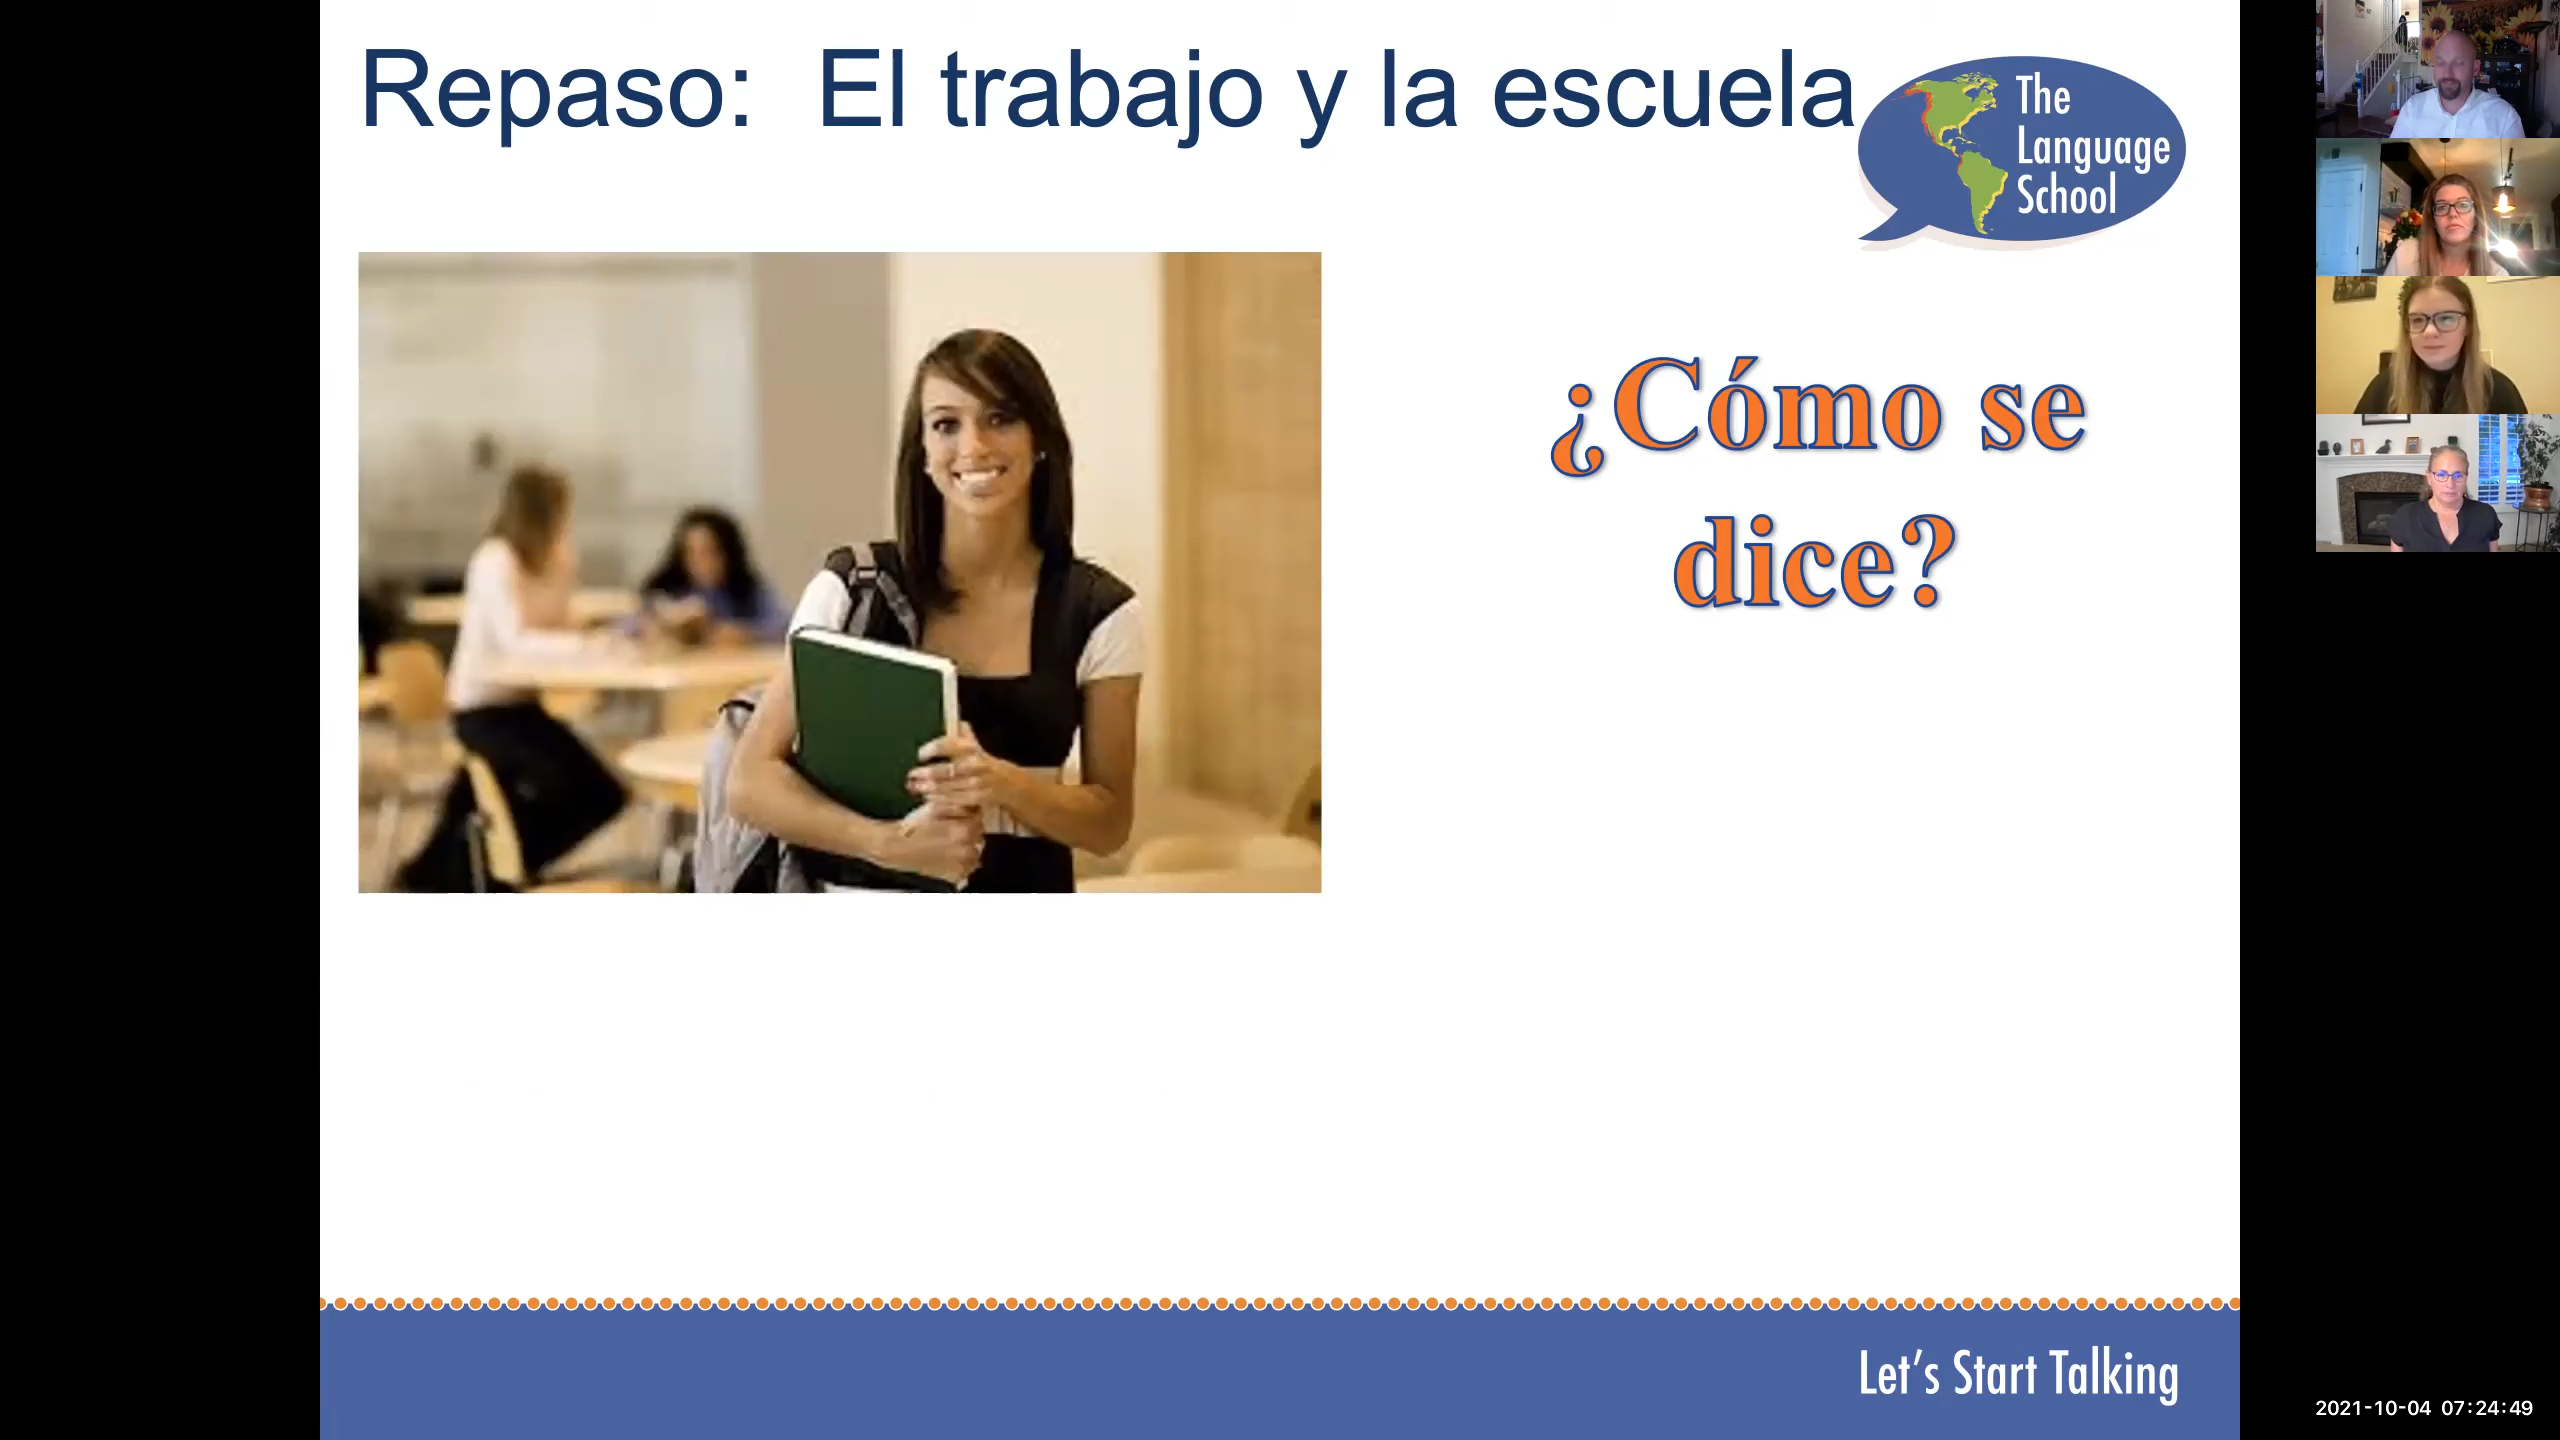 Repaso:  El trabajo y la escuela
The
Language
School
¿Cómo se
dice?
Let's Start Talking
2021-10-04 07:24:49